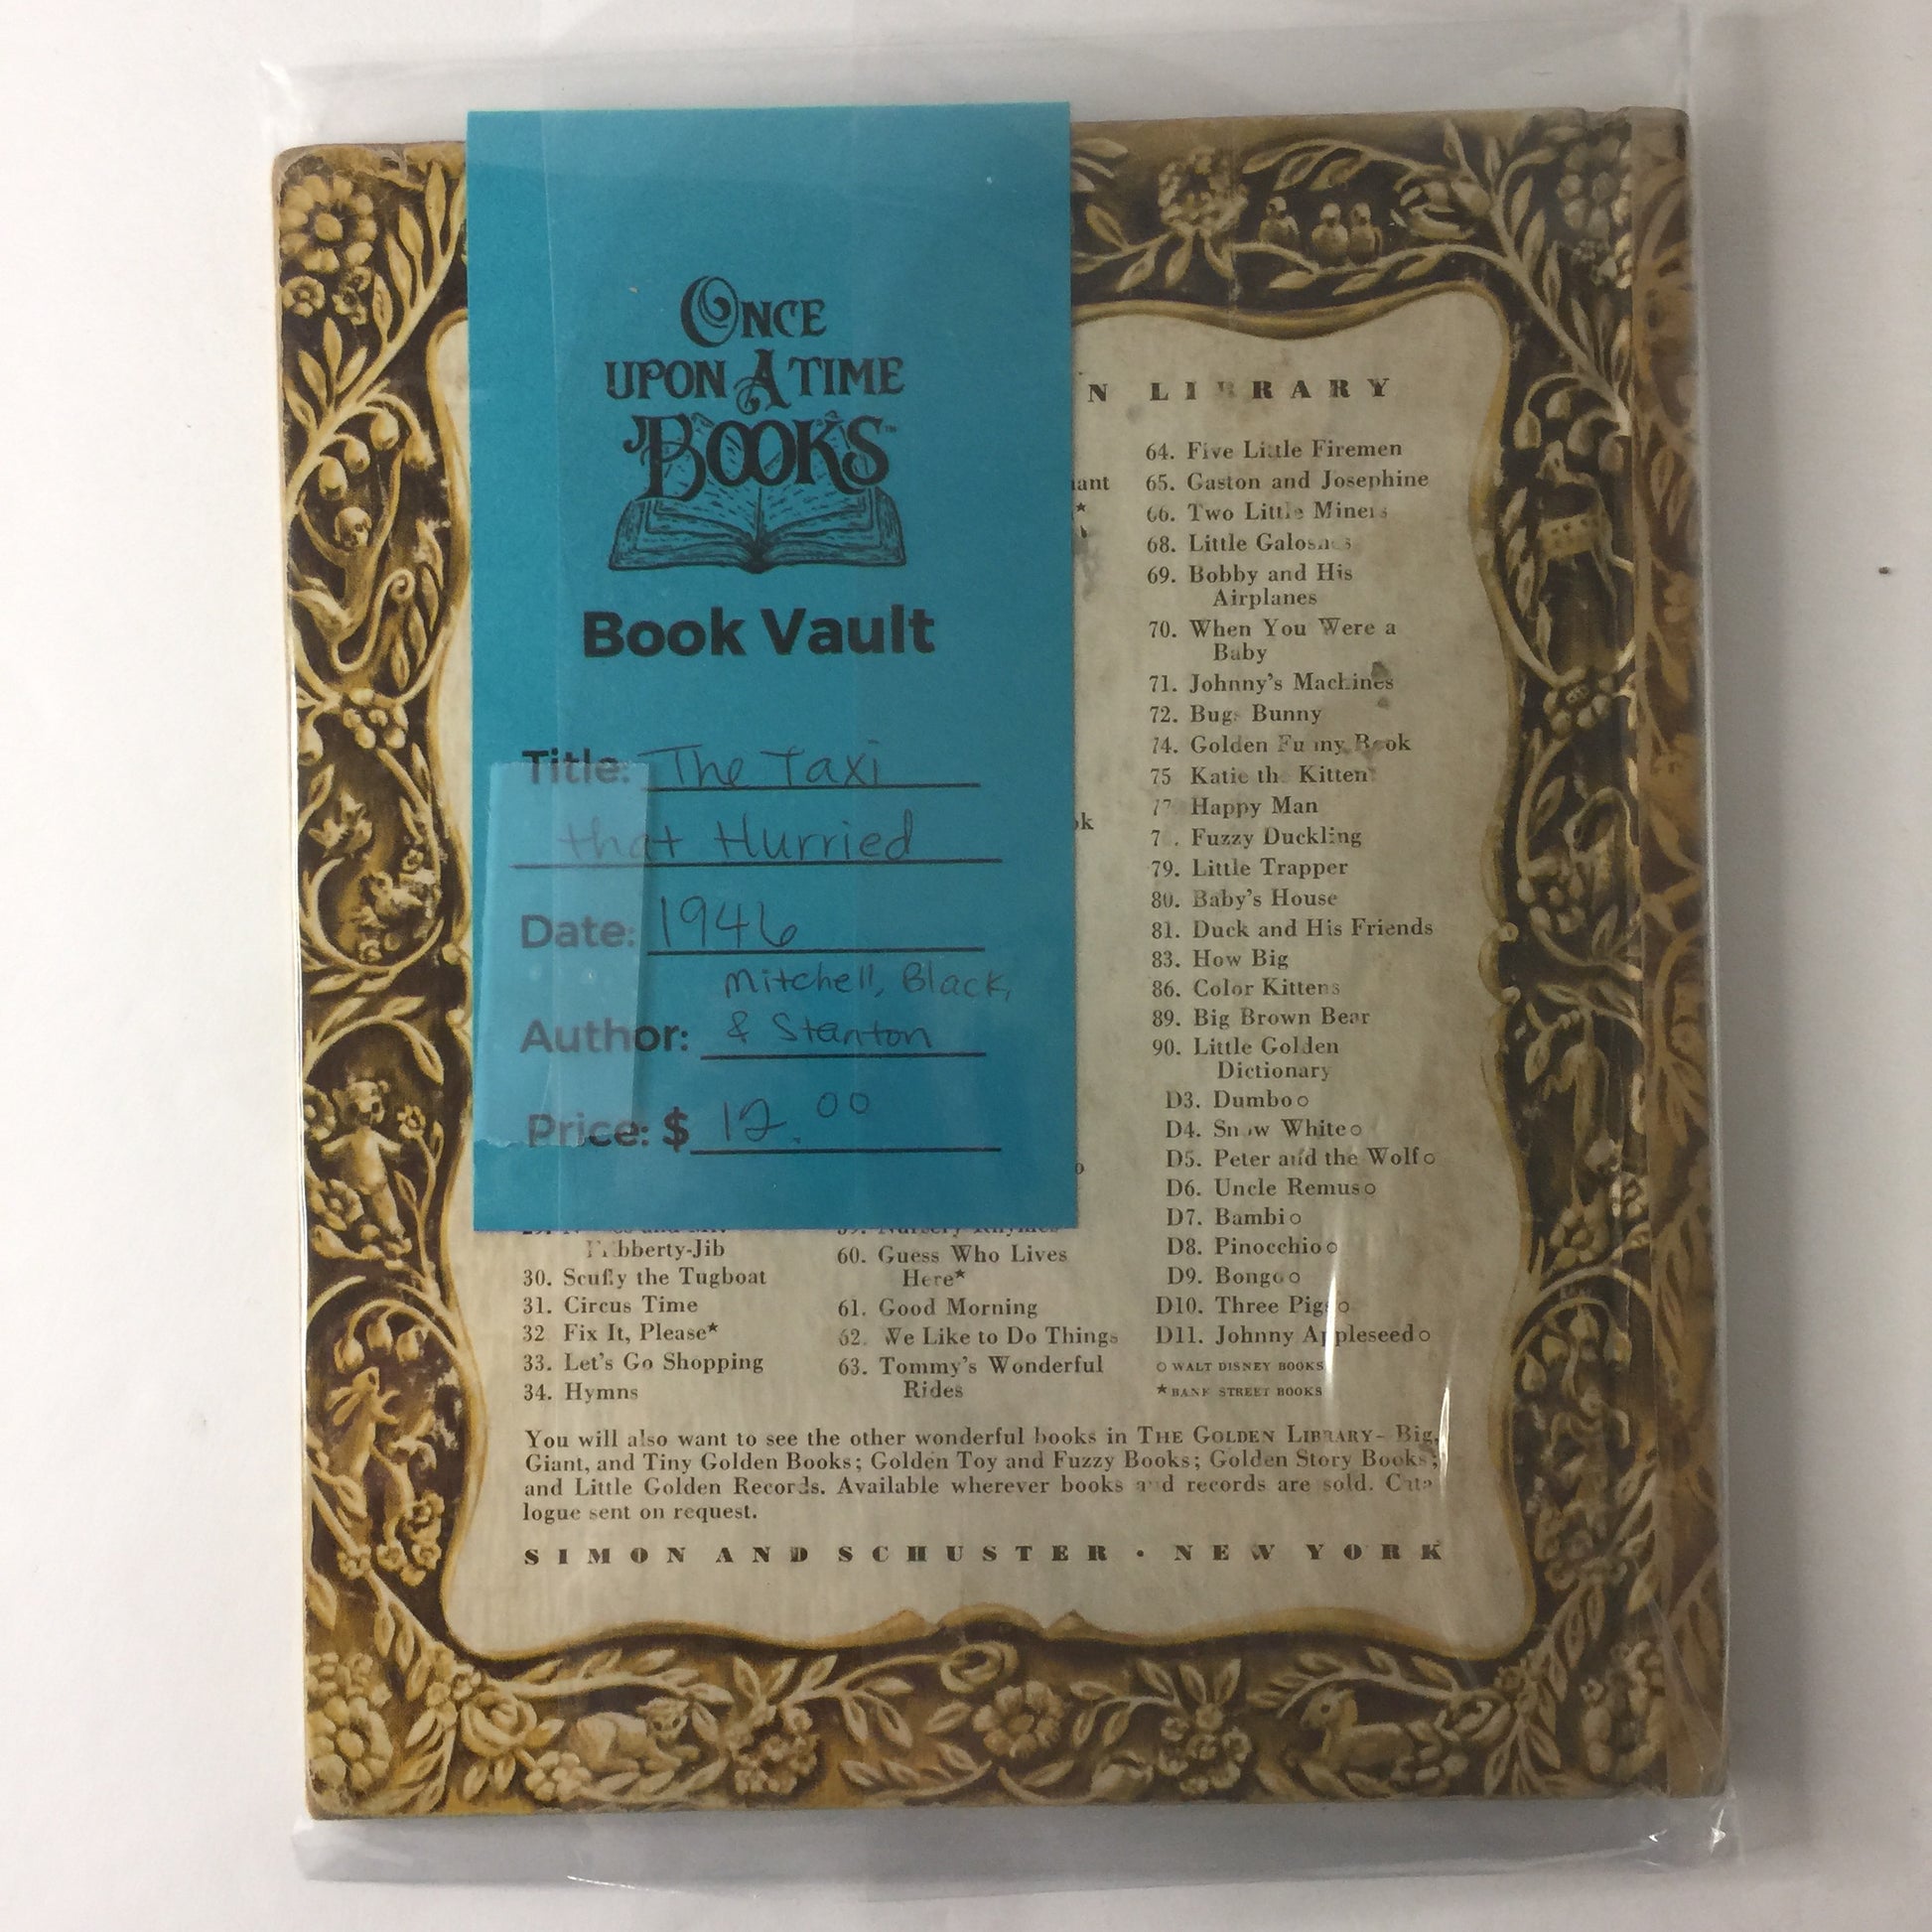 ONCE
UPON A TIME
BOOKS
Book Vault
Title: The Taxi
that Hurried
Date: 1946
Mitchell, Black,
Author: & Stanton
Price: $ 12.00
N LIBRARY
64. Five Little Firemen
65. Gaston and Josephine
66. Two Little Miners
68. Little Galoshes
69. Bobby and His
Airplanes
70. When You Were a
Baby
71. Johnny's Machines
72. Bugs Bunny
74. Golden Funny Book
75 Katie the Kitten
77 Happy Man
7 . Fuzzy Duckling
79. Little Trapper
80. Baby's House
81. Duck and His Friends
83. How Big
86. Color Kittens
89. Big Brown Bear
90. Little Golden
Dictionary
D3. Dumbo○
D4. Snow White○
D5. Peter and the Wolf○
D6. Uncle Remus○
D7. Bambi○
D8. Pinocchio○
D9. Bongo○
D10. Three Pigs○
D11. Johnny Appleseed○
○ WALT DISNEY BOOKS
★ BANK STREET BOOKS
bberty-Jib
30. Scuffy the Tugboat
31. Circus Time
32 Fix It, Please★
33. Let's Go Shopping
34. Hymns
59. Nursery Rhymes
60. Guess Who Lives
Here★
61. Good Morning
62. We Like to Do Things
63. Tommy's Wonderful
Rides
You will also want to see the other wonderful books in THE GOLDEN LIBRARY—Big,
Giant, and Tiny Golden Books; Golden Toy and Fuzzy Books; Golden Story Books;
and Little Golden Records. Available wherever books and records are sold. Cata
logue sent on request.
SIMON AND SCHUSTER · NEW YORK